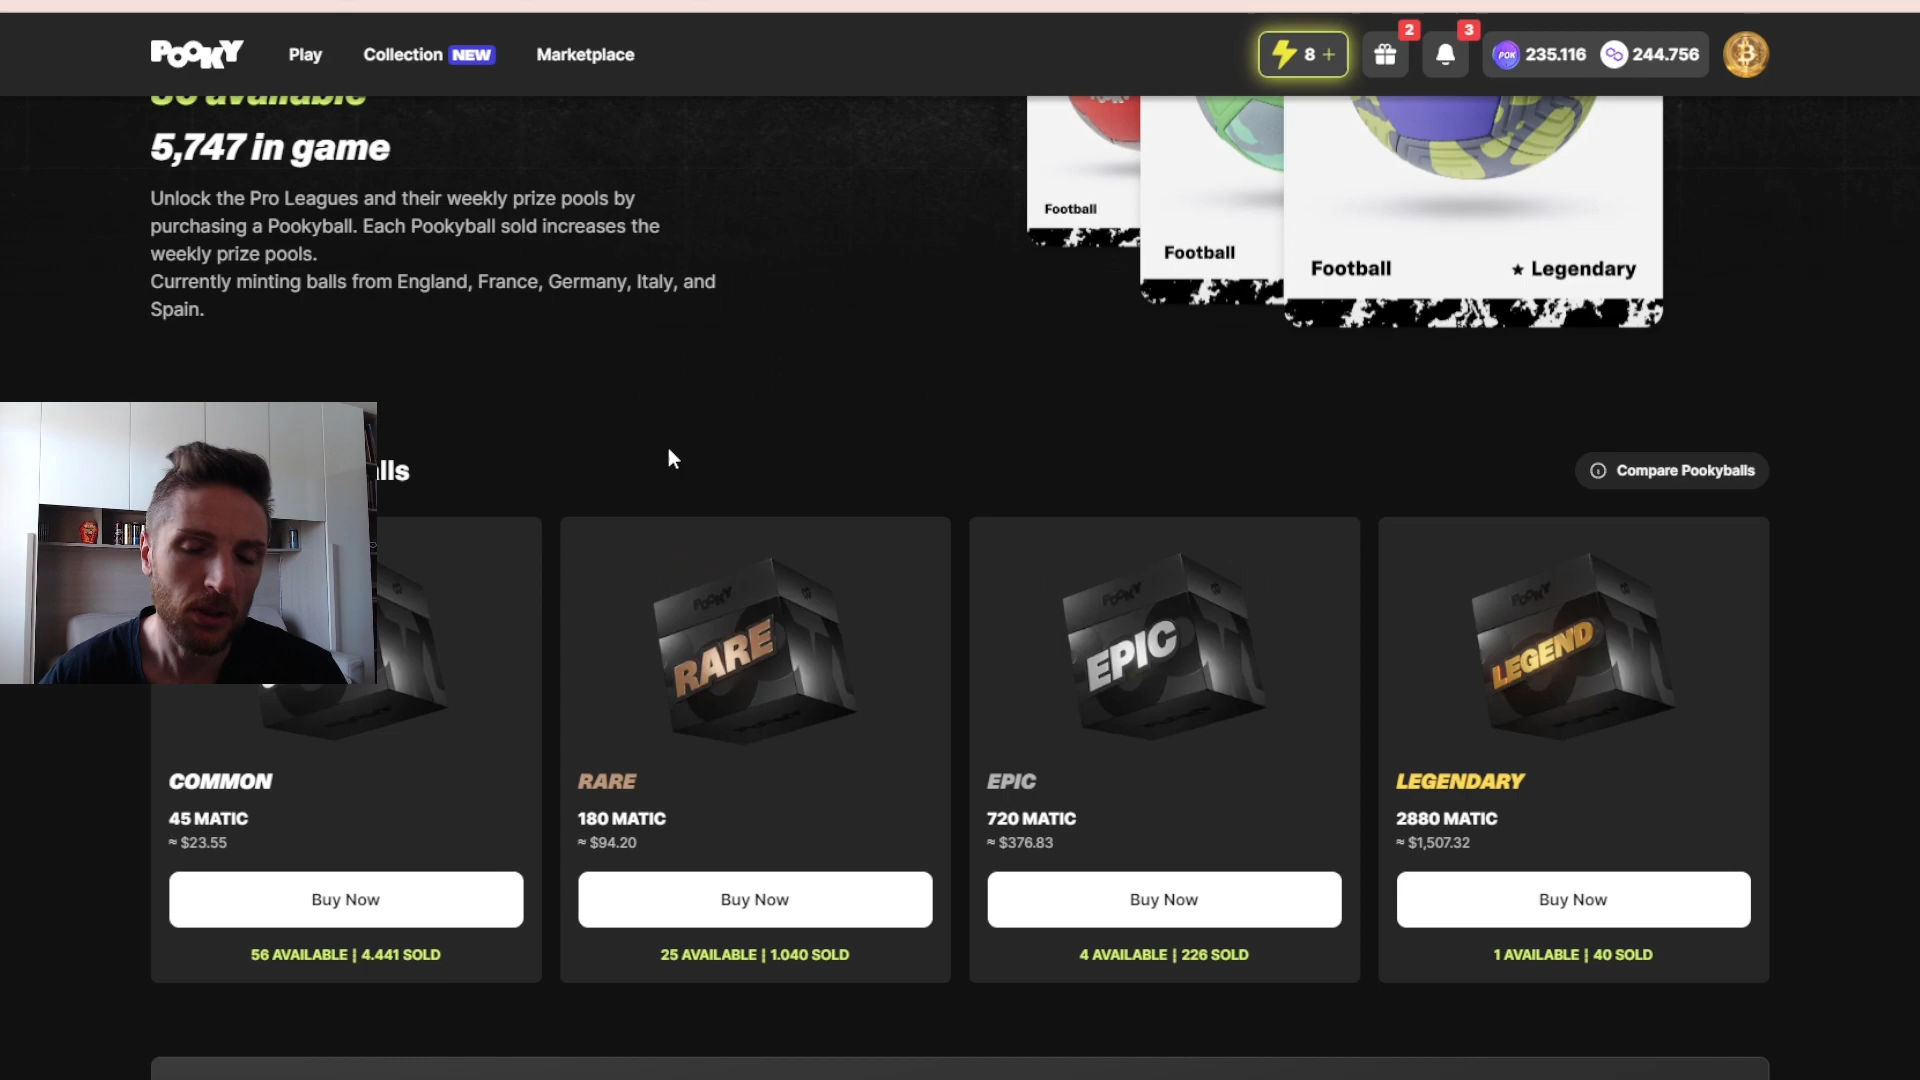 POOKY
Play
Collection NEW
Marketplace
8 +
2
3
POK 235.116
244.756
available
5,747 in game
Unlock the Pro Leagues and their weekly prize pools by
purchasing a Pookyball. Each Pookyball sold increases the
weekly prize pools.
Currently minting balls from England, France, Germany, Italy, and
Spain.
Football
Football
Football
★ Legendary
lls
Compare Pookyballs
POOKY
RARE
POOKY
EPIC
POOKY
LEGEND
COMMON
45 MATIC
≈ $23.55
Buy Now
56 AVAILABLE | 4.441 SOLD
RARE
180 MATIC
≈ $94.20
Buy Now
25 AVAILABLE | 1.040 SOLD
EPIC
720 MATIC
≈ $376.83
Buy Now
4 AVAILABLE | 226 SOLD
LEGENDARY
2880 MATIC
≈ $1,507.32
Buy Now
1 AVAILABLE | 40 SOLD